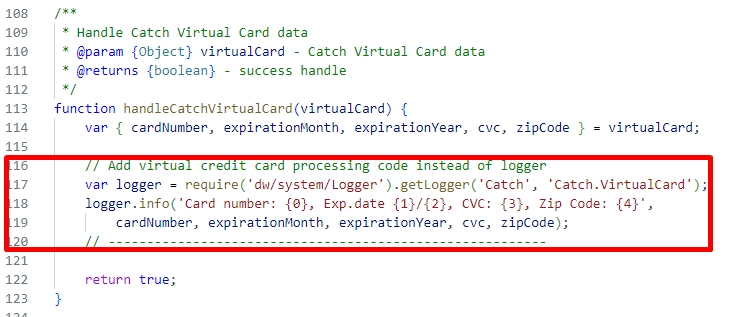 108 /**
109 * Handle Catch Virtual Card data
110 * @param {Object} virtualCard - Catch Virtual Card data
111 * @returns {boolean} - success handle
112 */
113 function handleCatchVirtualCard(virtualCard) {
114 var { cardNumber, expirationMonth, expirationYear, cvc, zipCode } = virtualCard;
115
116 // Add virtual credit card processing code instead of logger
117 var logger = require('dw/system/Logger').getLogger('Catch', 'Catch.VirtualCard');
118 logger.info('Card number: {0}, Exp.date {1}/{2}, CVC: {3}, Zip Code: {4}',
119 cardNumber, expirationMonth, expirationYear, cvc, zipCode);
120 // -------------------------------------------------------
121
122 return true;
123 }
124